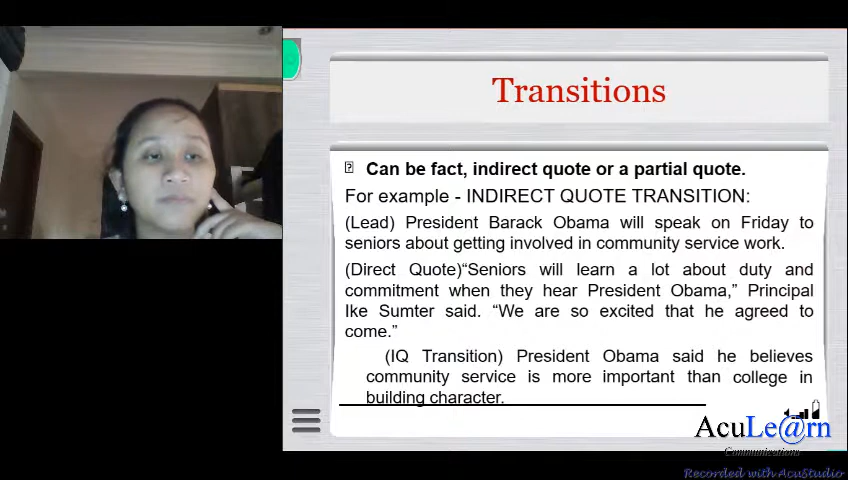 Transitions
Can be fact, indirect quote or a partial quote.
For example - INDIRECT QUOTE TRANSITION:
(Lead) President Barack Obama will speak on Friday to
seniors about getting involved in community service work.
(Direct Quote)“Seniors will learn a lot about duty and
commitment when they hear President Obama,” Principal
Ike Sumter said. “We are so excited that he agreed to
come.”
(IQ Transition) President Obama said he believes
community service is more important than college in
building character.
AcuLe@rn
Communications
Recorded with AcuStudio